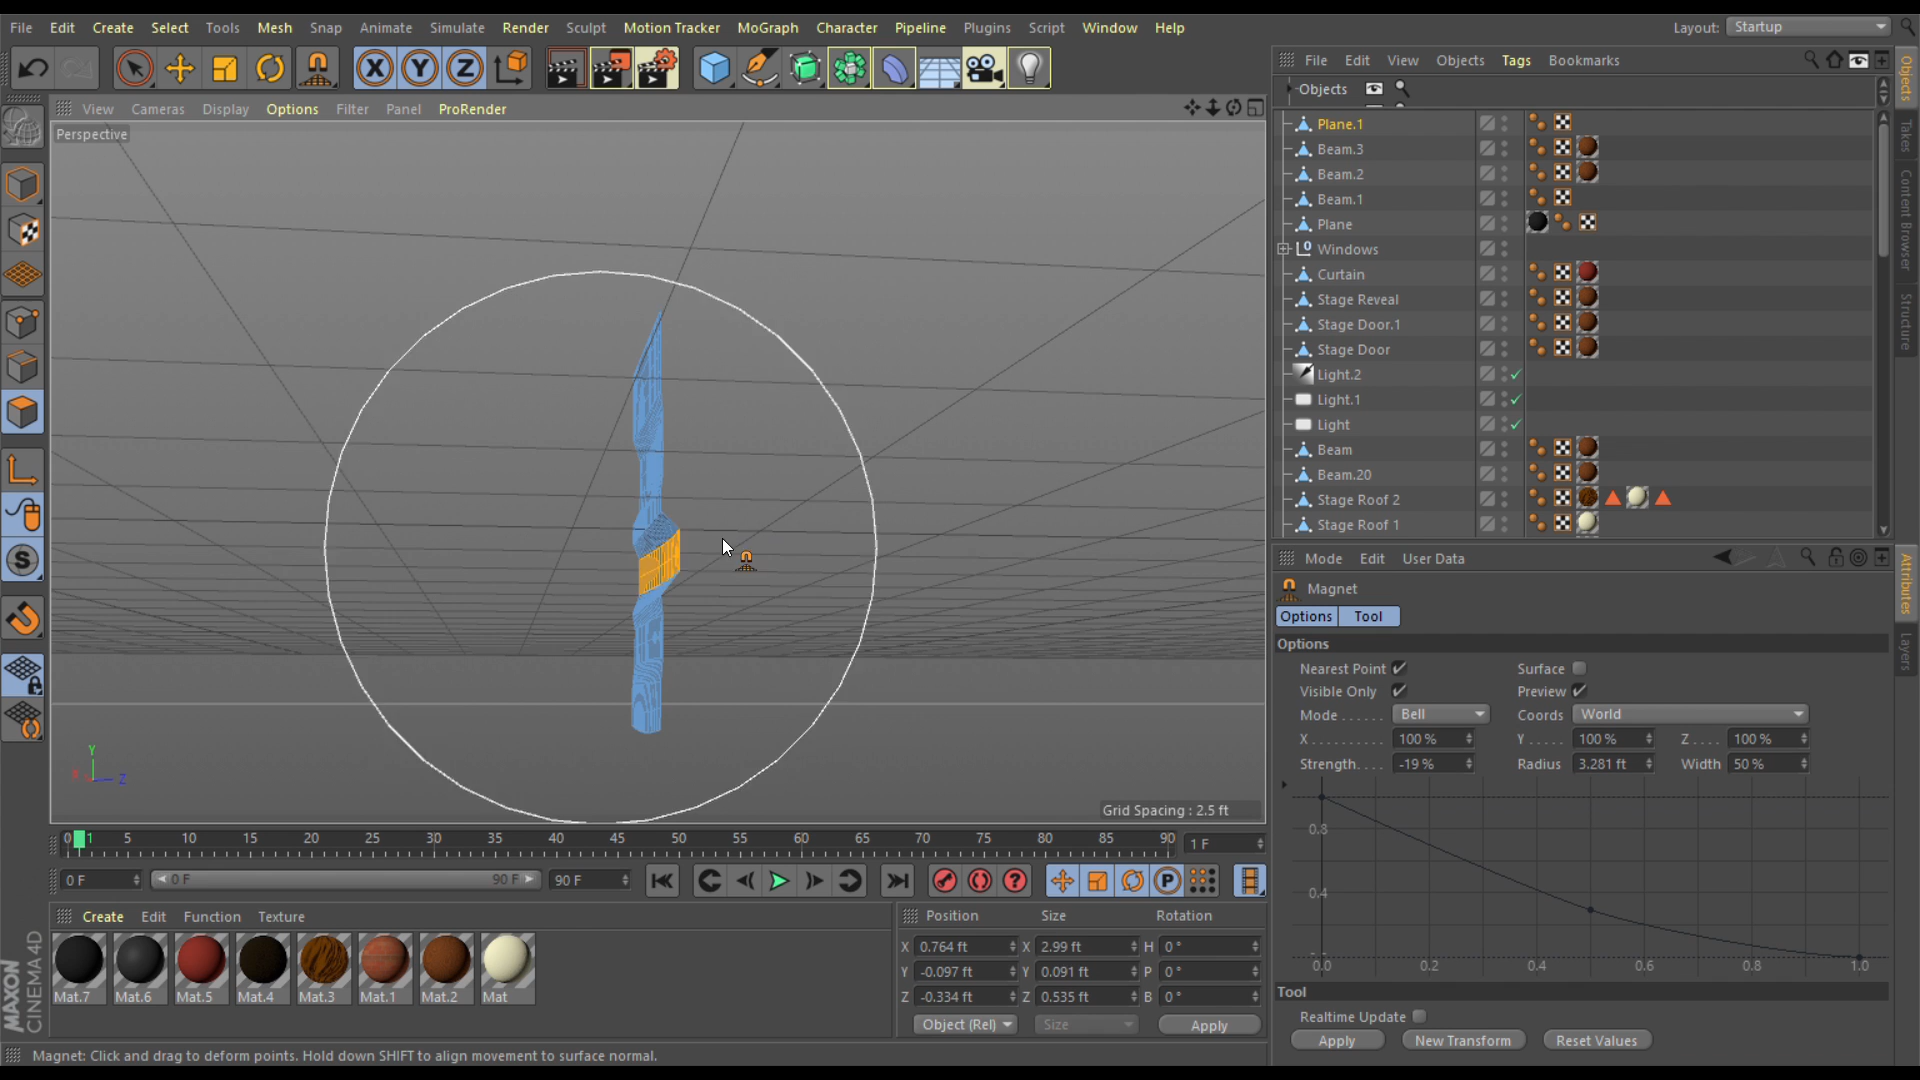 File Edit Create Select Tools Mesh Snap Animate Simulate Render Sculpt Motion Tracker MoGraph Character Pipeline Plugins Script Window Help Layout: Startup
X Y Z
File Edit View Objects Tags Bookmarks
Objects
View Cameras Display Options Filter Panel ProRender
Perspective
Plane.1
Beam.3
Beam.2
Beam.1
Plane
Windows
Curtain
Stage Reveal
Stage Door.1
Stage Door
Light.2
Light.1
Light
Beam
Beam.20
Stage Roof 2
Stage Roof 1
Objects
Takes
Content Browser
Structure
Y
X
Z
Grid Spacing : 2.5 ft
Mode Edit User Data
Magnet
Options Tool
Options
Nearest Point Surface
Visible Only Preview
Mode Bell Coords World
X 100 % Y 100 % Z 100 %
Strength -19 % Radius 3.281 ft Width 50 %
0.8
0.4
0.0 0.2 0.4 0.6 0.8 1.0
Tool
Realtime Update
Apply New Transform Reset Values
Attributes
Layers
0 1 5 10 15 20 25 30 35 40 45 50 55 60 65 70 75 80 85 90 1 F
0 F 0 F 90 F 90 F
Create Edit Function Texture
Mat.7 Mat.6 Mat.5 Mat.4 Mat.3 Mat.1 Mat.2 Mat
Position Size Rotation
X 0.764 ft X 2.99 ft H 0 °
Y -0.097 ft Y 0.091 ft P 0 °
Z -0.334 ft Z 0.535 ft B 0 °
Object (Rel) Size Apply
MAXON
CINEMA 4D
Magnet: Click and drag to deform points. Hold down SHIFT to align movement to surface normal.